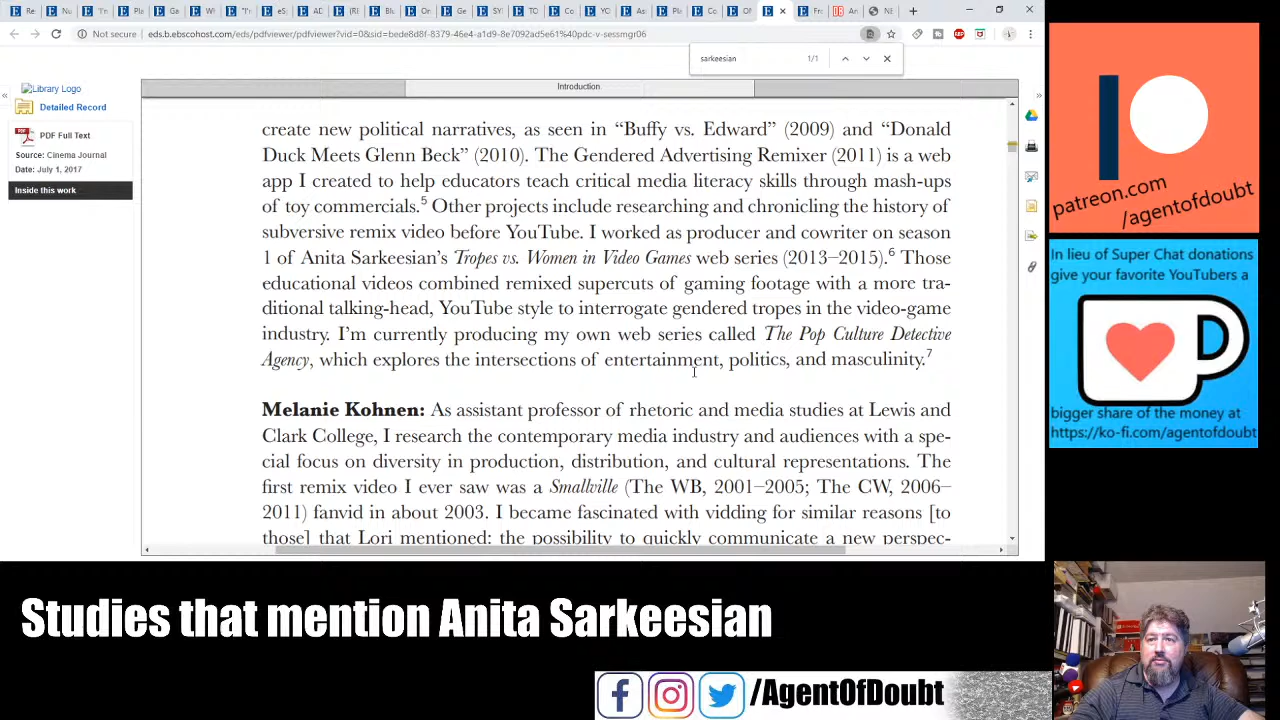 Not secure
eds.b.ebscohost.com/eds/pdfviewer/pdfviewer?vid=0&sid=bede8d8f-8379-46e4-a1d9-8e7092ad5e61%40pdc-v-sessmgr06
sarkeesian 1/1
Library Logo
Detailed Record
PDF Full Text
Source: Cinema Journal
Date: July 1, 2017
Inside this work
Introduction
create new political narratives, as seen in “Buffy vs. Edward” (2009) and “Donald
Duck Meets Glenn Beck” (2010). The Gendered Advertising Remixer (2011) is a web
app I created to help educators teach critical media literacy skills through mash-ups
of toy commercials.5 Other projects include researching and chronicling the history of
subversive remix video before YouTube. I worked as producer and cowriter on season
1 of Anita Sarkeesian’s Tropes vs. Women in Video Games web series (2013–2015).6 Those
educational videos combined remixed supercuts of gaming footage with a more tra-
ditional talking-head, YouTube style to interrogate gendered tropes in the video-game
industry. I’m currently producing my own web series called The Pop Culture Detective
Agency, which explores the intersections of entertainment, politics, and masculinity.7
Melanie Kohnen: As assistant professor of rhetoric and media studies at Lewis and
Clark College, I research the contemporary media industry and audiences with a spe-
cial focus on diversity in production, distribution, and cultural representations. The
first remix video I ever saw was a Smallville (The WB, 2001–2005; The CW, 2006–
2011) fanvid in about 2003. I became fascinated with vidding for similar reasons [to
those] that Lori mentioned: the possibility to quickly communicate a new perspec-
patreon.com
/agentofdoubt
In lieu of Super Chat donations
give your favorite YouTubers a
bigger share of the money at
https://ko-fi.com/agentofdoubt
Studies that mention Anita Sarkeesian
/AgentOfDoubt